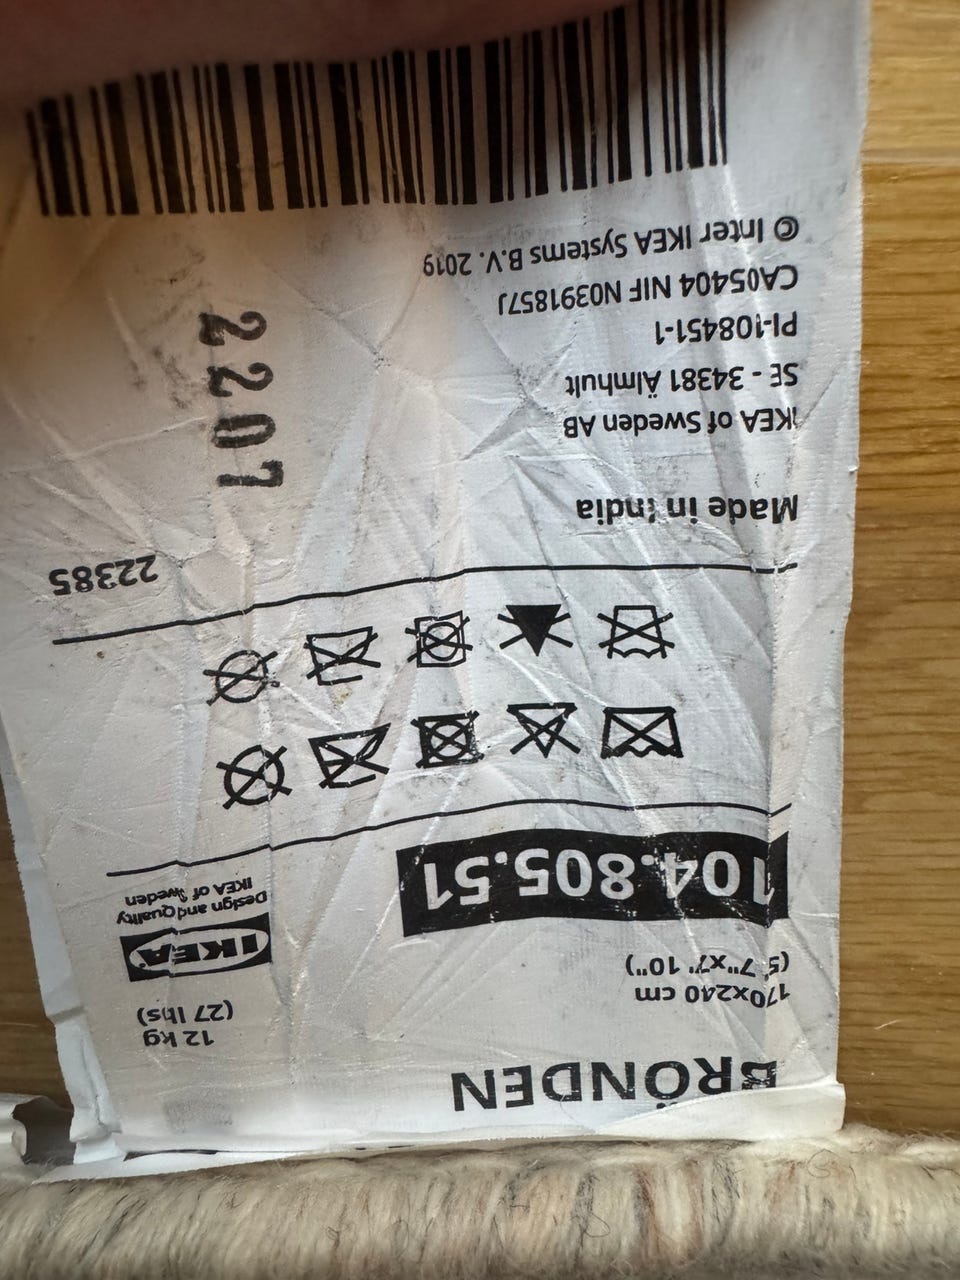 BRÖNDEN
170x240 cm
(5' 7"x7' 10")
12 kg
(27 lbs)
IKEA
Design and Quality
IKEA of Sweden
104.805.51
22385
Made in India
IKEA of Sweden AB
SE - 34381 Älmhult
PI-108451-1
CA05404 NIF N0391857J
© Inter IKEA Systems B.V. 2019
2207